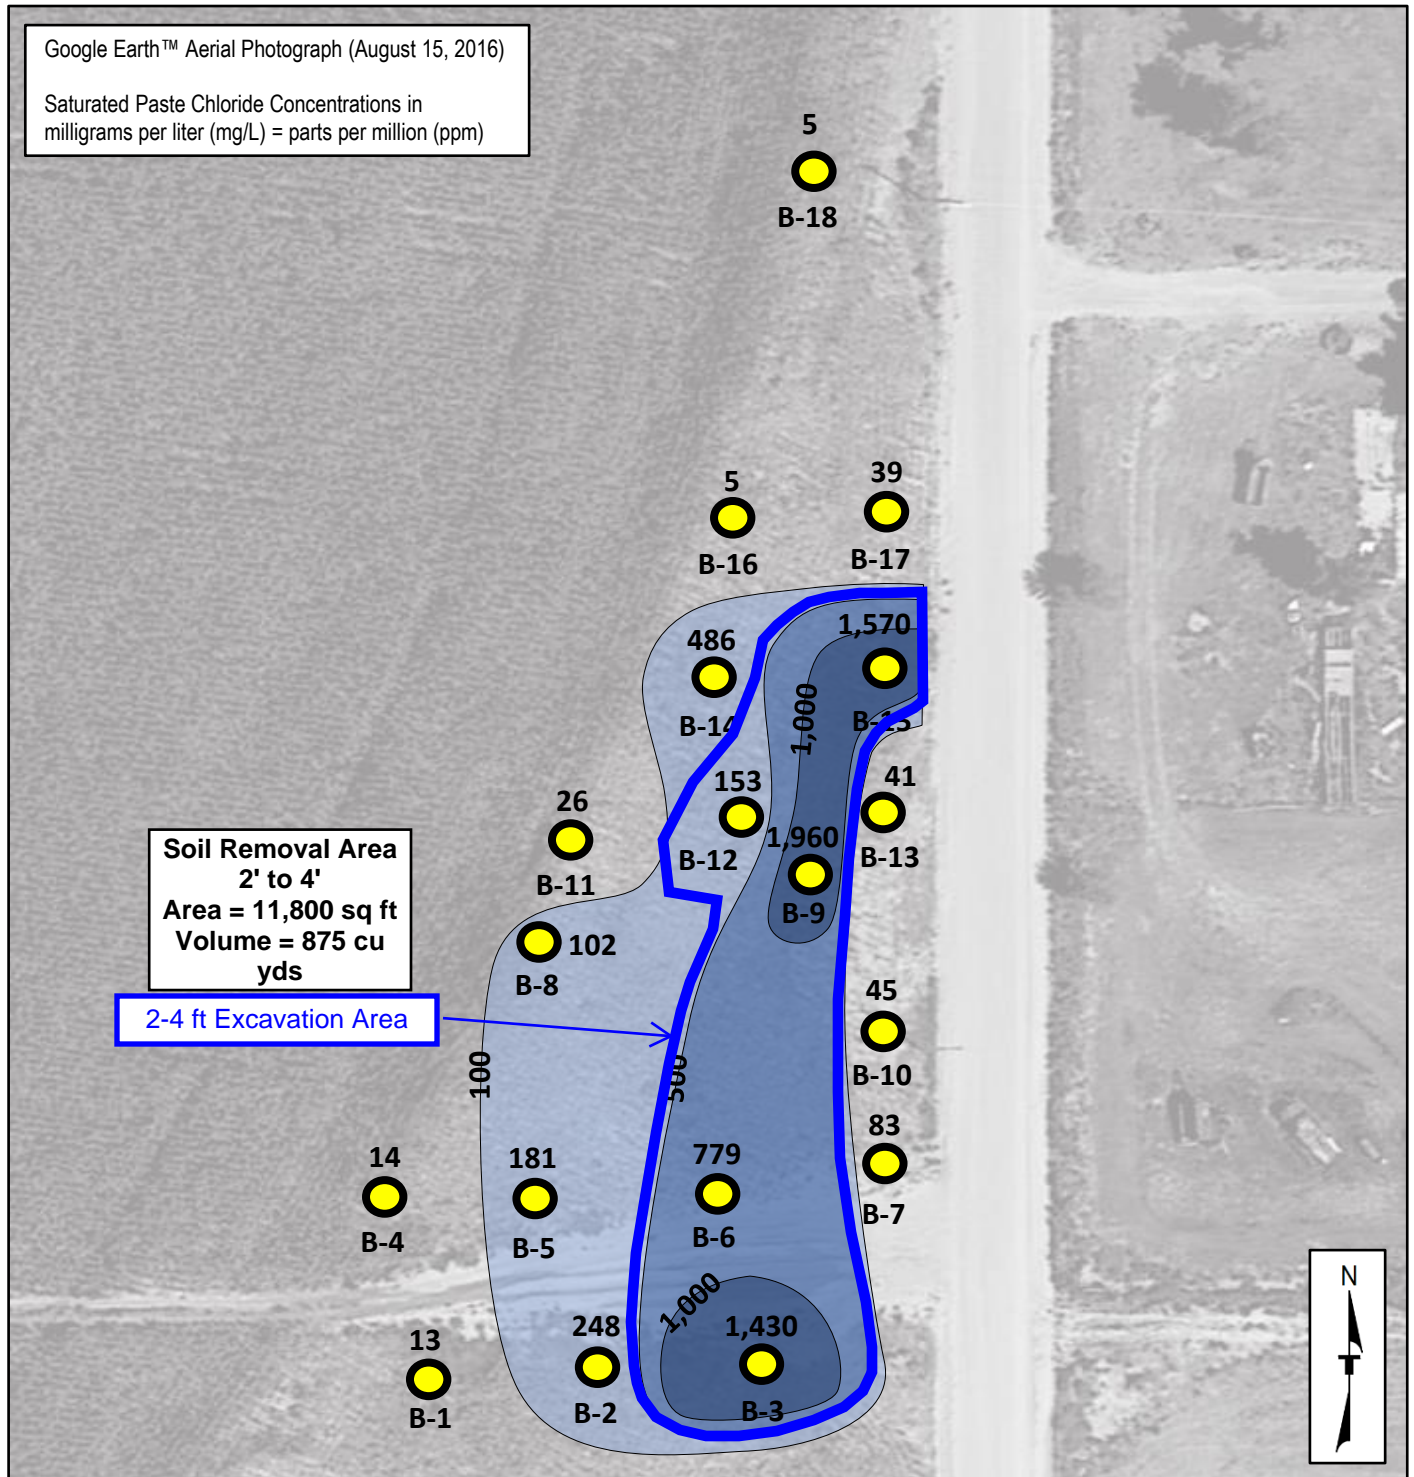 Google Earth™ Aerial Photograph (August 15, 2016)
Saturated Paste Chloride Concentrations in
milligrams per liter (mg/L) = parts per million (ppm)
5
B-18
5
B-16
39
B-17
486
B-14
1,570
B-15
1,000
153
B-12
41
B-13
26
B-11
1,960
B-9
Soil Removal Area
2' to 4'
Area = 11,800 sq ft
Volume = 875 cu
yds
2-4 ft Excavation Area
102
B-8
45
B-10
100
500
83
B-7
14
B-4
181
B-5
779
B-6
1,000
13
B-1
248
B-2
1,430
B-3
N